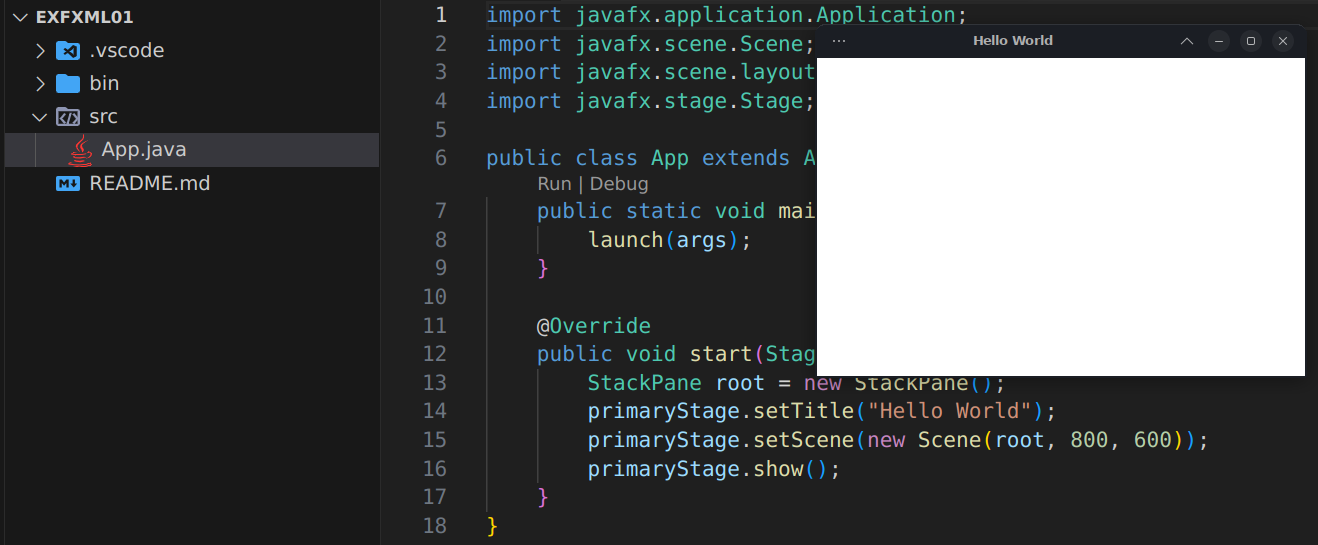 EXFXML01
.vscode
bin
src
App.java
README.md
1 import javafx.application.Application;
2 import javafx.scene.Scene;
3 import javafx.scene.layout
4 import javafx.stage.Stage;
5
6 public class App extends A
Run | Debug
7 public static void mai
8 launch(args);
9 }
10
11 @Override
12 public void start(Stag
13 StackPane root = new StackPane();
14 primaryStage.setTitle("Hello World");
15 primaryStage.setScene(new Scene(root, 800, 600));
16 primaryStage.show();
17 }
18 }
Hello World